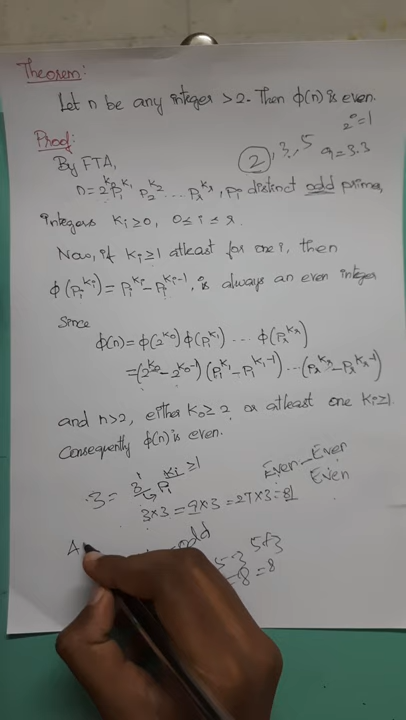 Theorem:
Let n be any integer > 2. Then ϕ(n) is even.
Proof:
2⁰=1
By FTA,
2, 3, 5
9=3.3
n=2^k₀ p₁^k₁ p₂^k₂ ... pᵣ^kᵣ, pᵢ distinct odd primes,
integers kᵢ≥0, 0≤i≤r.
Now, if kᵢ≥1 atleast for one i, then
ϕ(pᵢ^kᵢ)=pᵢ^kᵢ-pᵢ^(kᵢ-1), is always an even integer
Since
ϕ(n)=ϕ(2^k₀)ϕ(p₁^k₁) ... ϕ(pᵣ^kᵣ)
=(2^k₀-2^(k₀-1))(p₁^k₁-p₁^(k₁-1))...(pᵣ^kᵣ-pᵣ^(kᵣ-1))
and n>2, either k₀≥2 or atleast one kᵢ≥1.
Consequently ϕ(n) is even.
3 = 3¹ pᵢ^kᵢ ≥1
Even-Even
Even
3×3=9×3=27×3=81
A
odd
5-3 5+3
=8 =8